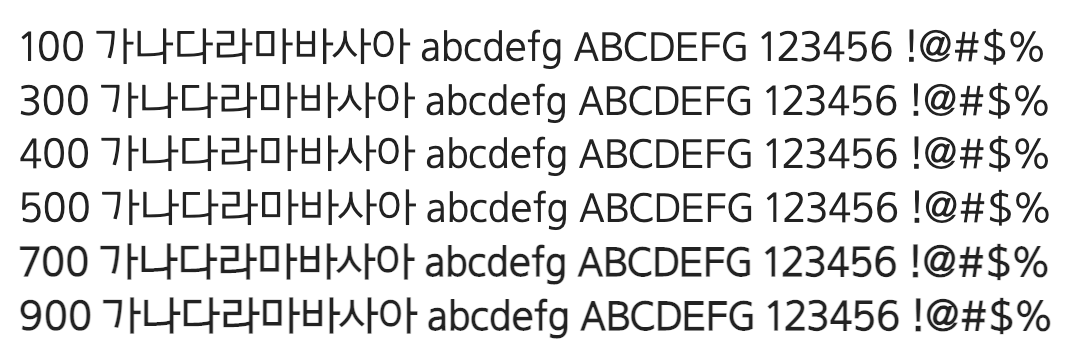 100 가나다라마바사아 abcdefg ABCDEFG 123456 !@#$%
300 가나다라마바사아 abcdefg ABCDEFG 123456 !@#$%
400 가나다라마바사아 abcdefg ABCDEFG 123456 !@#$%
500 가나다라마바사아 abcdefg ABCDEFG 123456 !@#$%
700 가나다라마바사아 abcdefg ABCDEFG 123456 !@#$%
900 가나다라마바사아 abcdefg ABCDEFG 123456 !@#$%